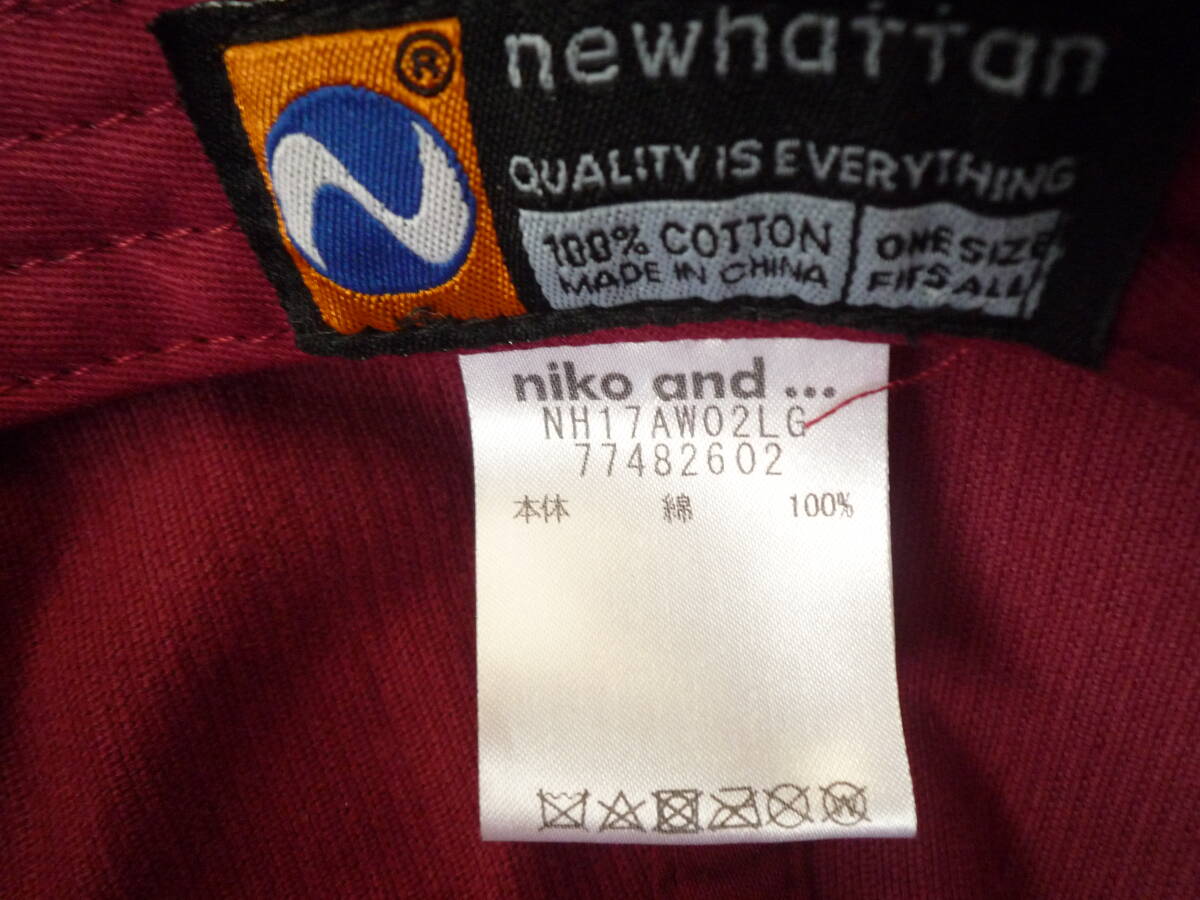 ®
newhattan
QUALITY IS EVERYTHING
100% COTTON
MADE IN CHINA
ONE SIZE
FITS ALL
niko and ...
NH17AW02LG
77482602
本体 綿 100%
W